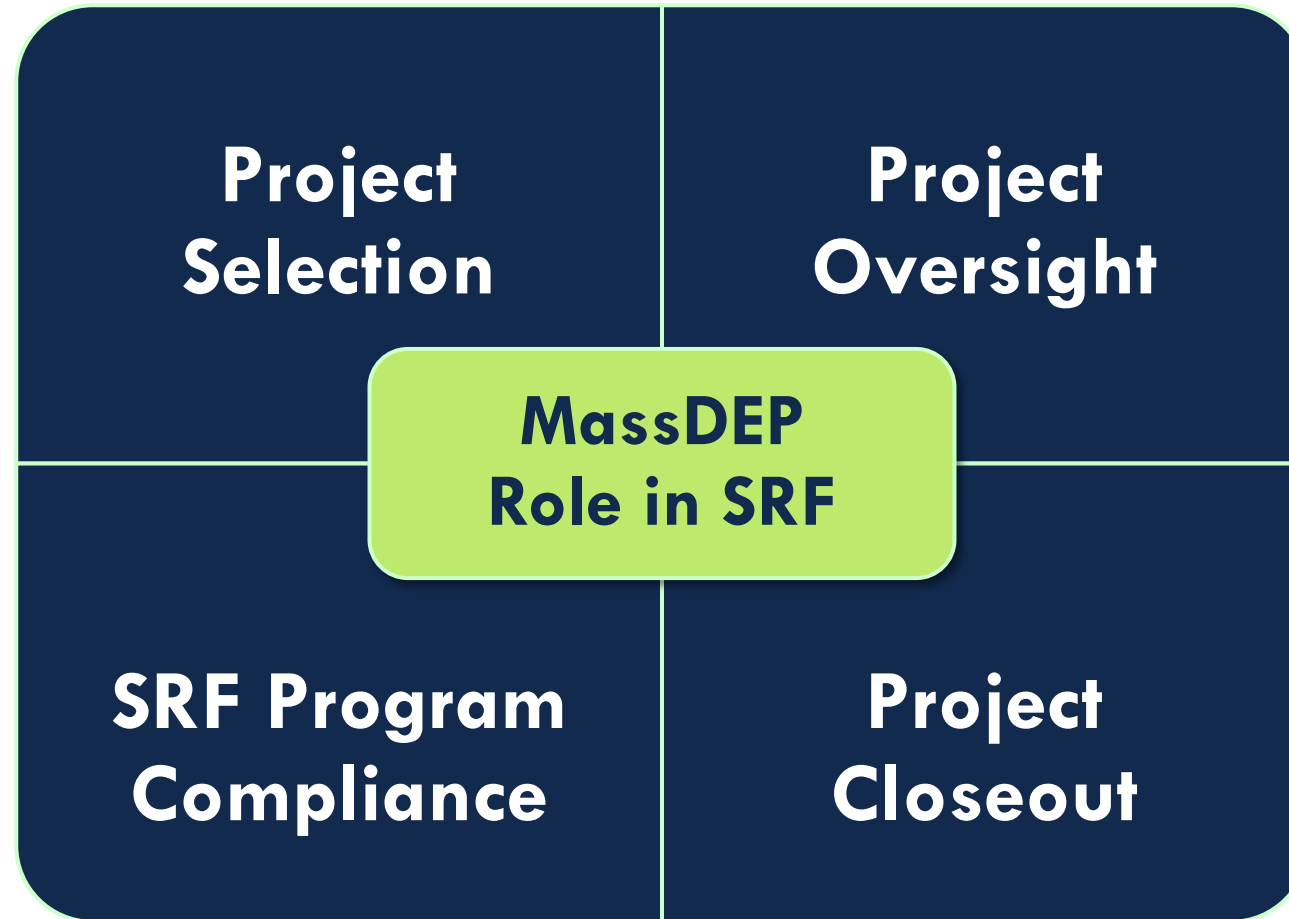 Project
Selection
Project
Oversight
MassDEP
Role in SRF
SRF Program
Compliance
Project
Closeout